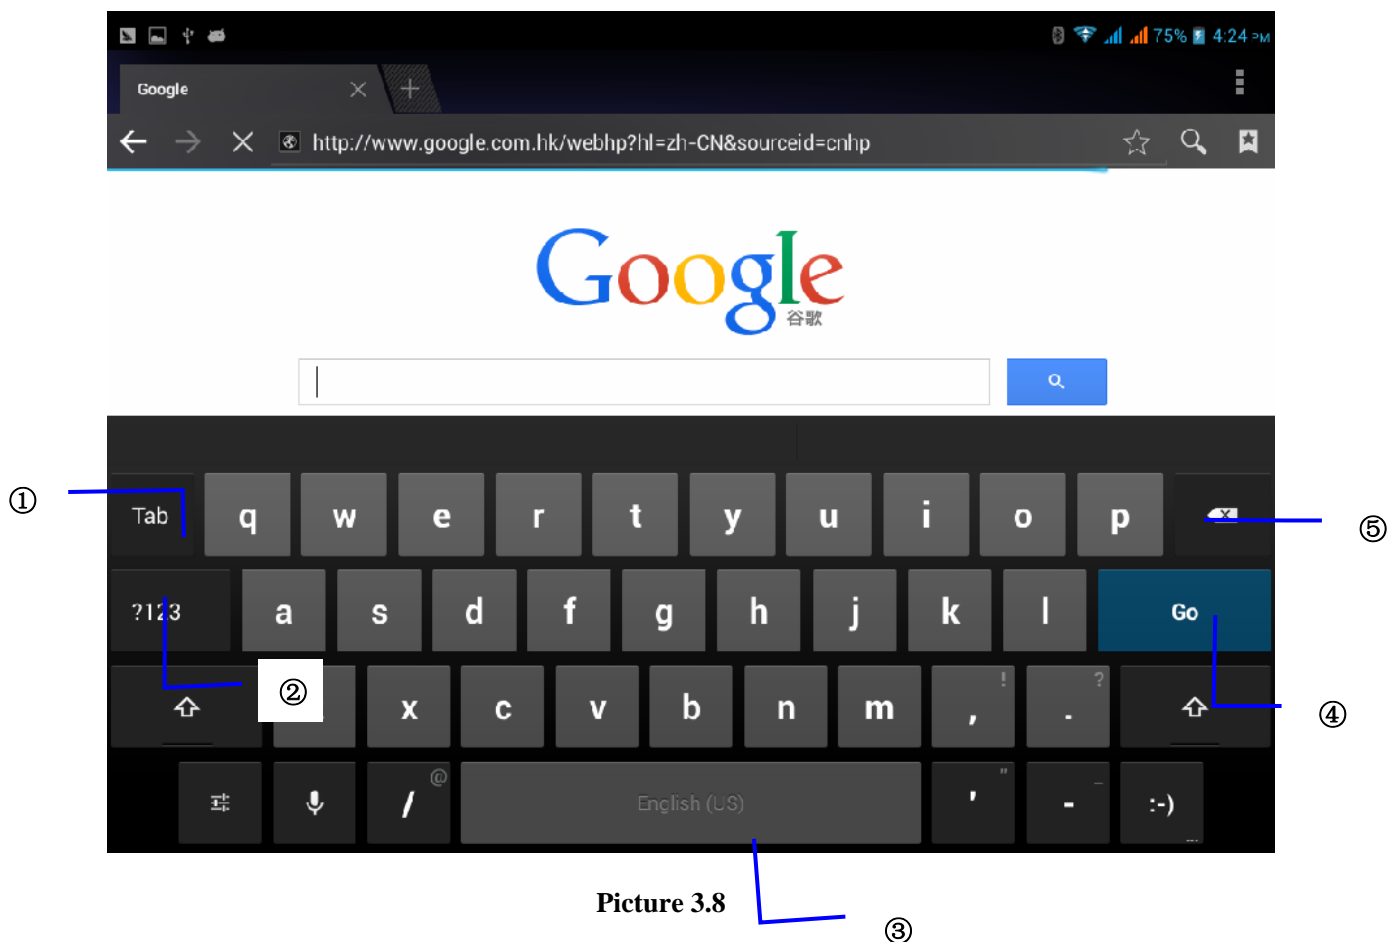 75% 4:24 PM
Google
http://www.google.com.hk/webhp?hl=zh-CN&sourceid=cnhp
Google
谷歌
①
Tab q w e r t y u i o p
⑤
?123 a s d f g h j k l Go
② x c v b n m , ! . ?
④
/ @ English (US) ' " - _ :-) ...
Picture 3.8
③